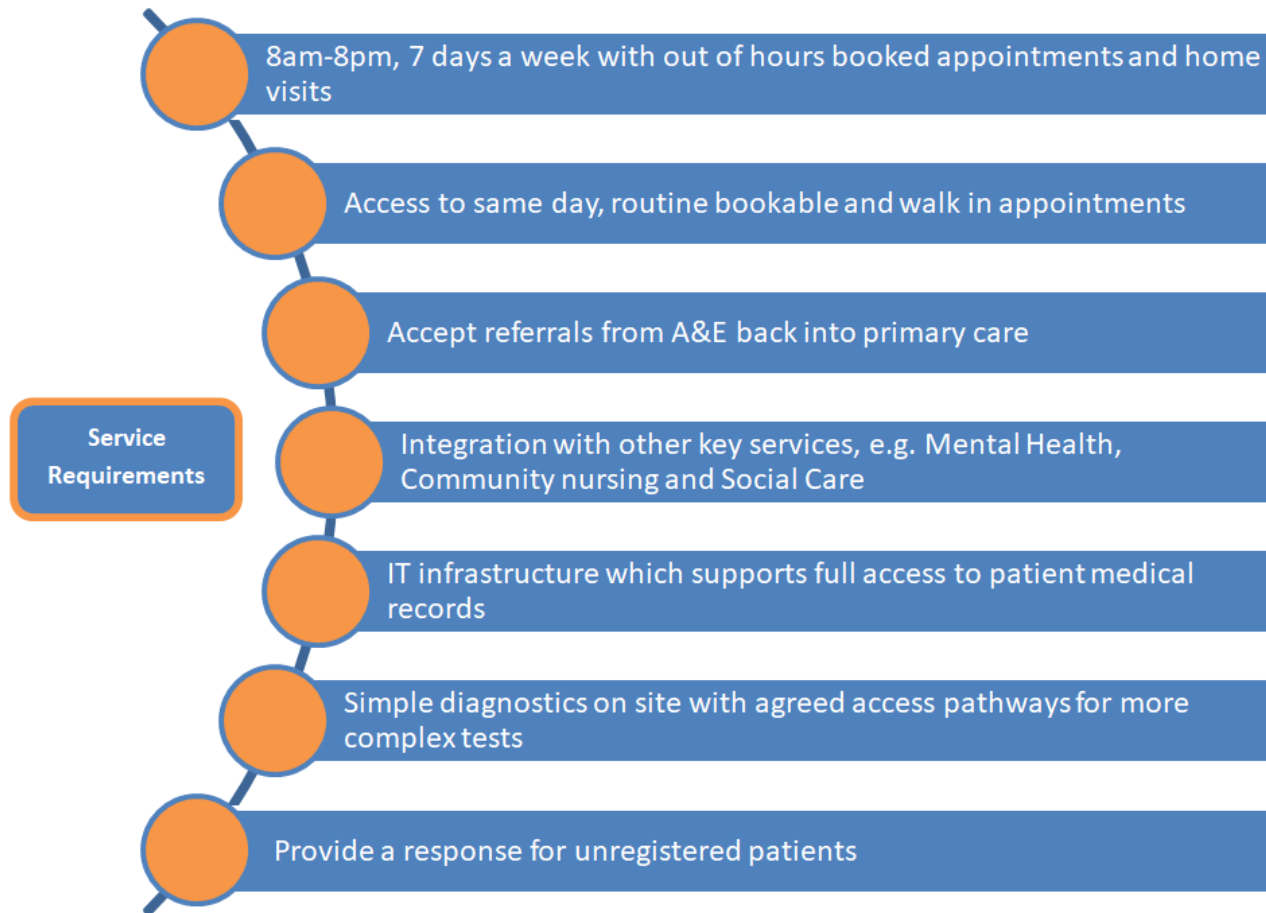 8am-8pm, 7 days a week with out of hours booked appointments and home
visits
Access to same day, routine bookable and walk in appointments
Accept referrals from A&E back into primary care
Service
Requirements
Integration with other key services, e.g. Mental Health,
Community nursing and Social Care
IT infrastructure which supports full access to patient medical
records
Simple diagnostics on site with agreed access pathways for more
complex tests
Provide a response for unregistered patients